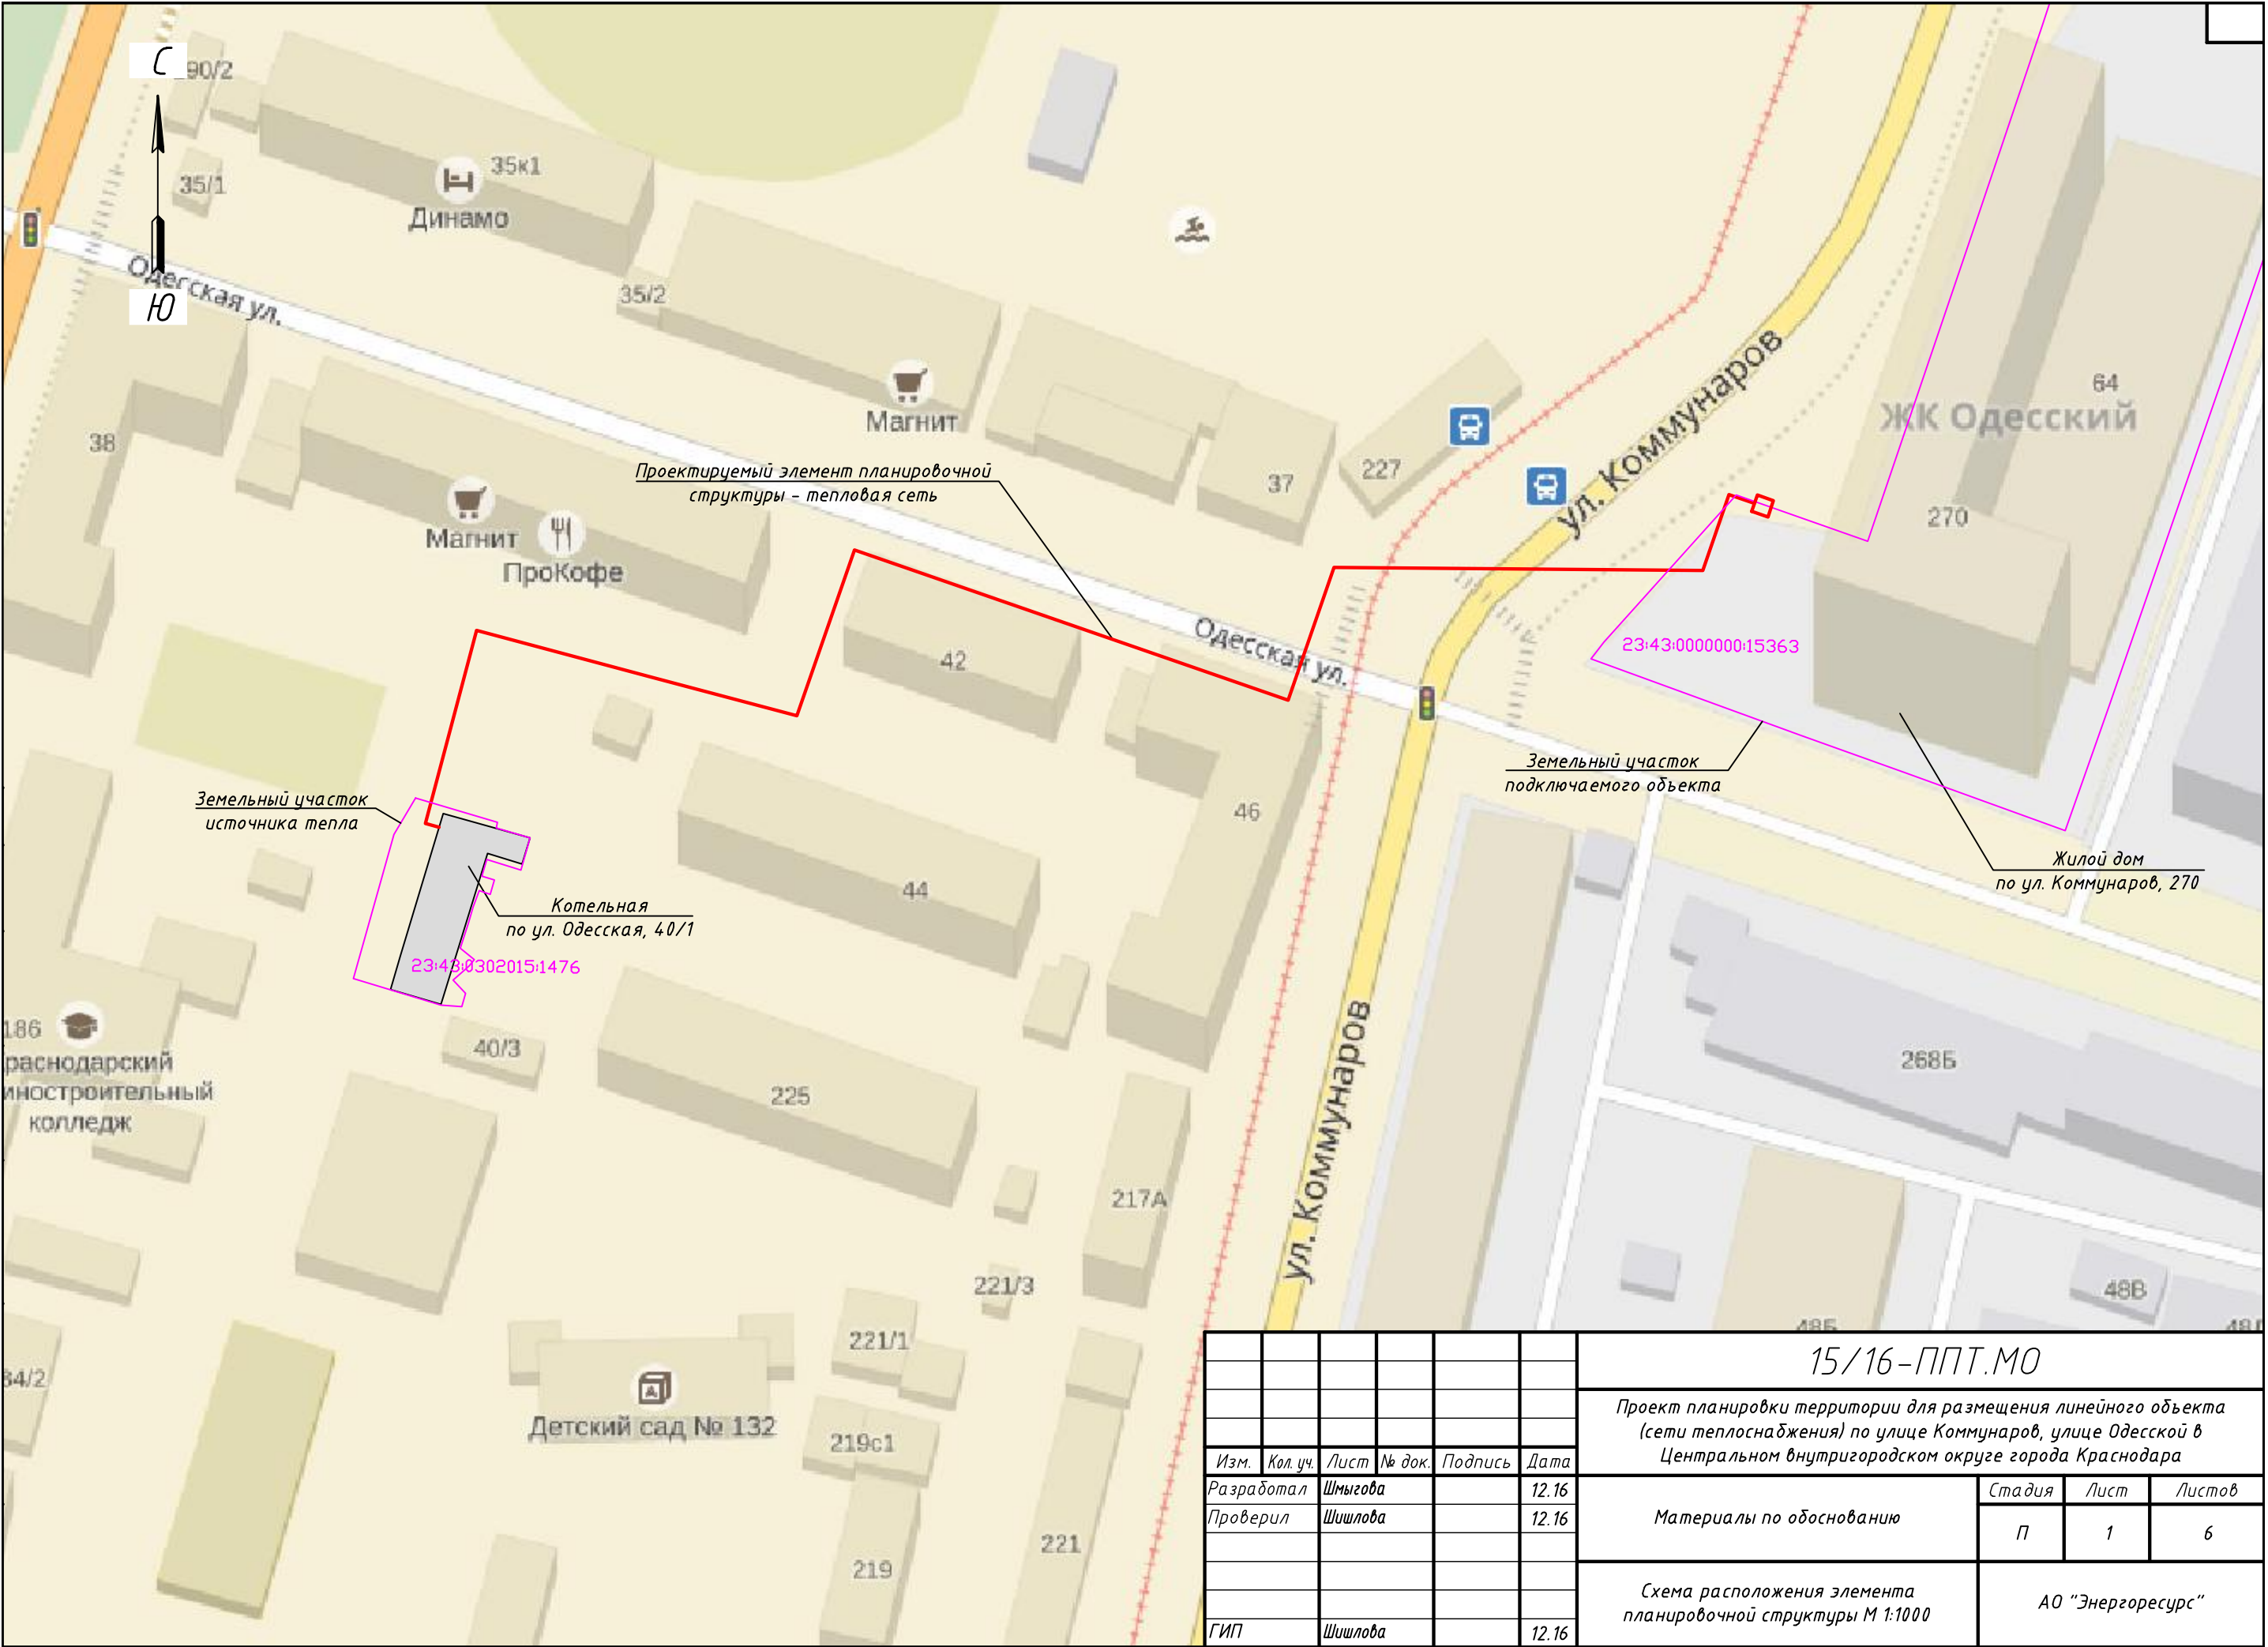 С
90/2
35к1
35/1
Динамо
Одесская ул.
Ю
35/2
Магнит
38
64
ЖК Одесский
ул. Коммунаров
Проектируемый элемент планировочной
структуры - тепловая сеть
37
227
270
Магнит
ПроКофе
42
Одесская ул.
23:43:0000000:15363
Земельный участок
подключаемого объекта
Земельный участок
источника тепла
46
44
Жилой дом
по ул. Коммунаров, 270
Котельная
по ул. Одесская, 40/1
23:43:0302015:1476
186
раснодарский
иностроительный
колледж
40/3
225
268Б
ул. Коммунаров
217А
221/3
48В
48Б
221/1
34/2
Детский сад № 132
219с1
221
219
15/16-ППТ.МО
Проект планировки территории для размещения линейного объекта
(сети теплоснабжения) по улице Коммунаров, улице Одесской в
Центральном внутригородском округе города Краснодара
Изм. Кол. уч. Лист № док. Подпись Дата
Разработал Шмыгова 12.16
Проверил Шишлова 12.16
ГИП Шишлова 12.16
Материалы по обоснованию
Стадия Лист Листов
П 1 6
Схема расположения элемента
планировочной структуры М 1:1000
АО "Энергоресурс"